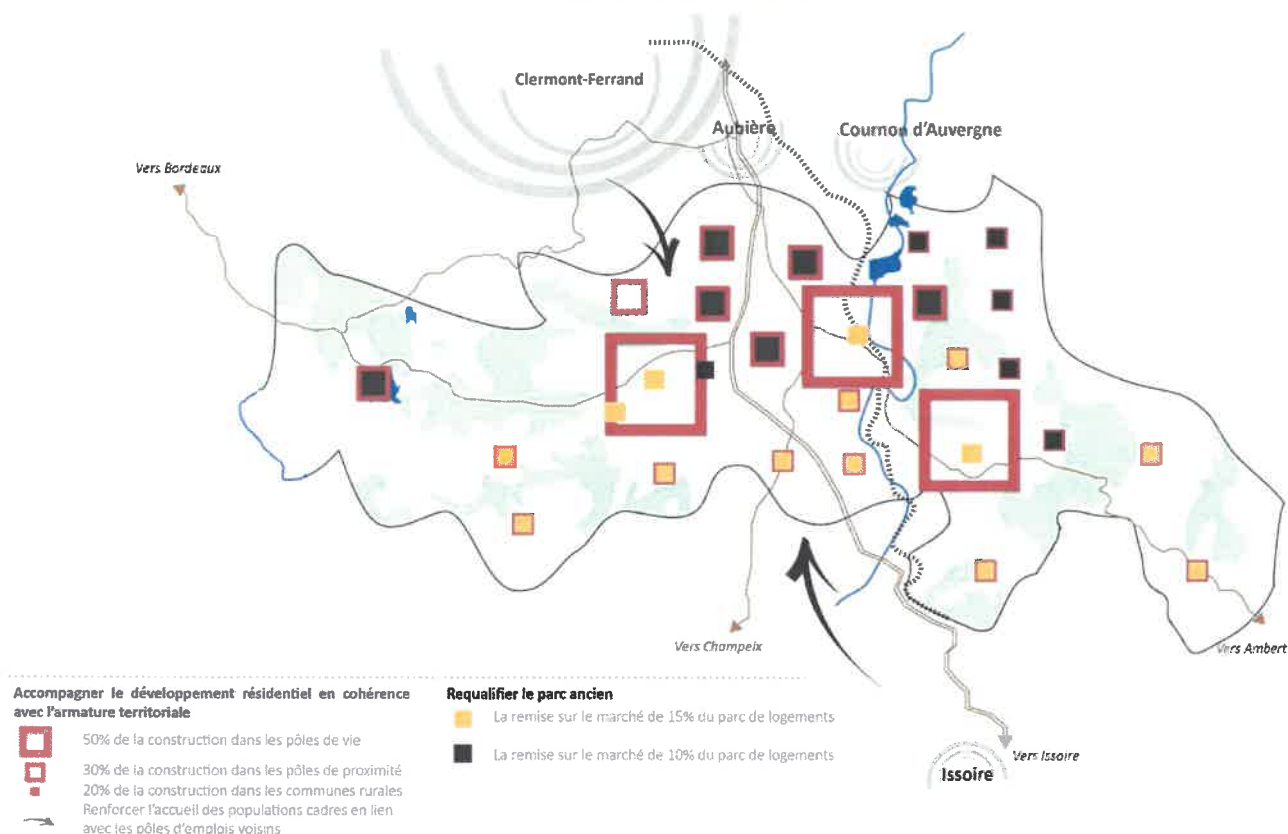 Clermont-Ferrand
Aubière
Cournon d'Auvergne
Vers Bordeaux
Vers Champeix
Vers Ambert
Vers Issoire
Issoire
Accompagner le développement résidentiel en cohérence
avec l'armature territoriale
50% de la construction dans les pôles de vie
30% de la construction dans les pôles de proximité
20% de la construction dans les communes rurales
Renforcer l'accueil des populations cadres en lien
avec les pôles d'emplois voisins
Requalifier le parc ancien
La remise sur le marché de 15% du parc de logements
La remise sur le marché de 10% du parc de logements